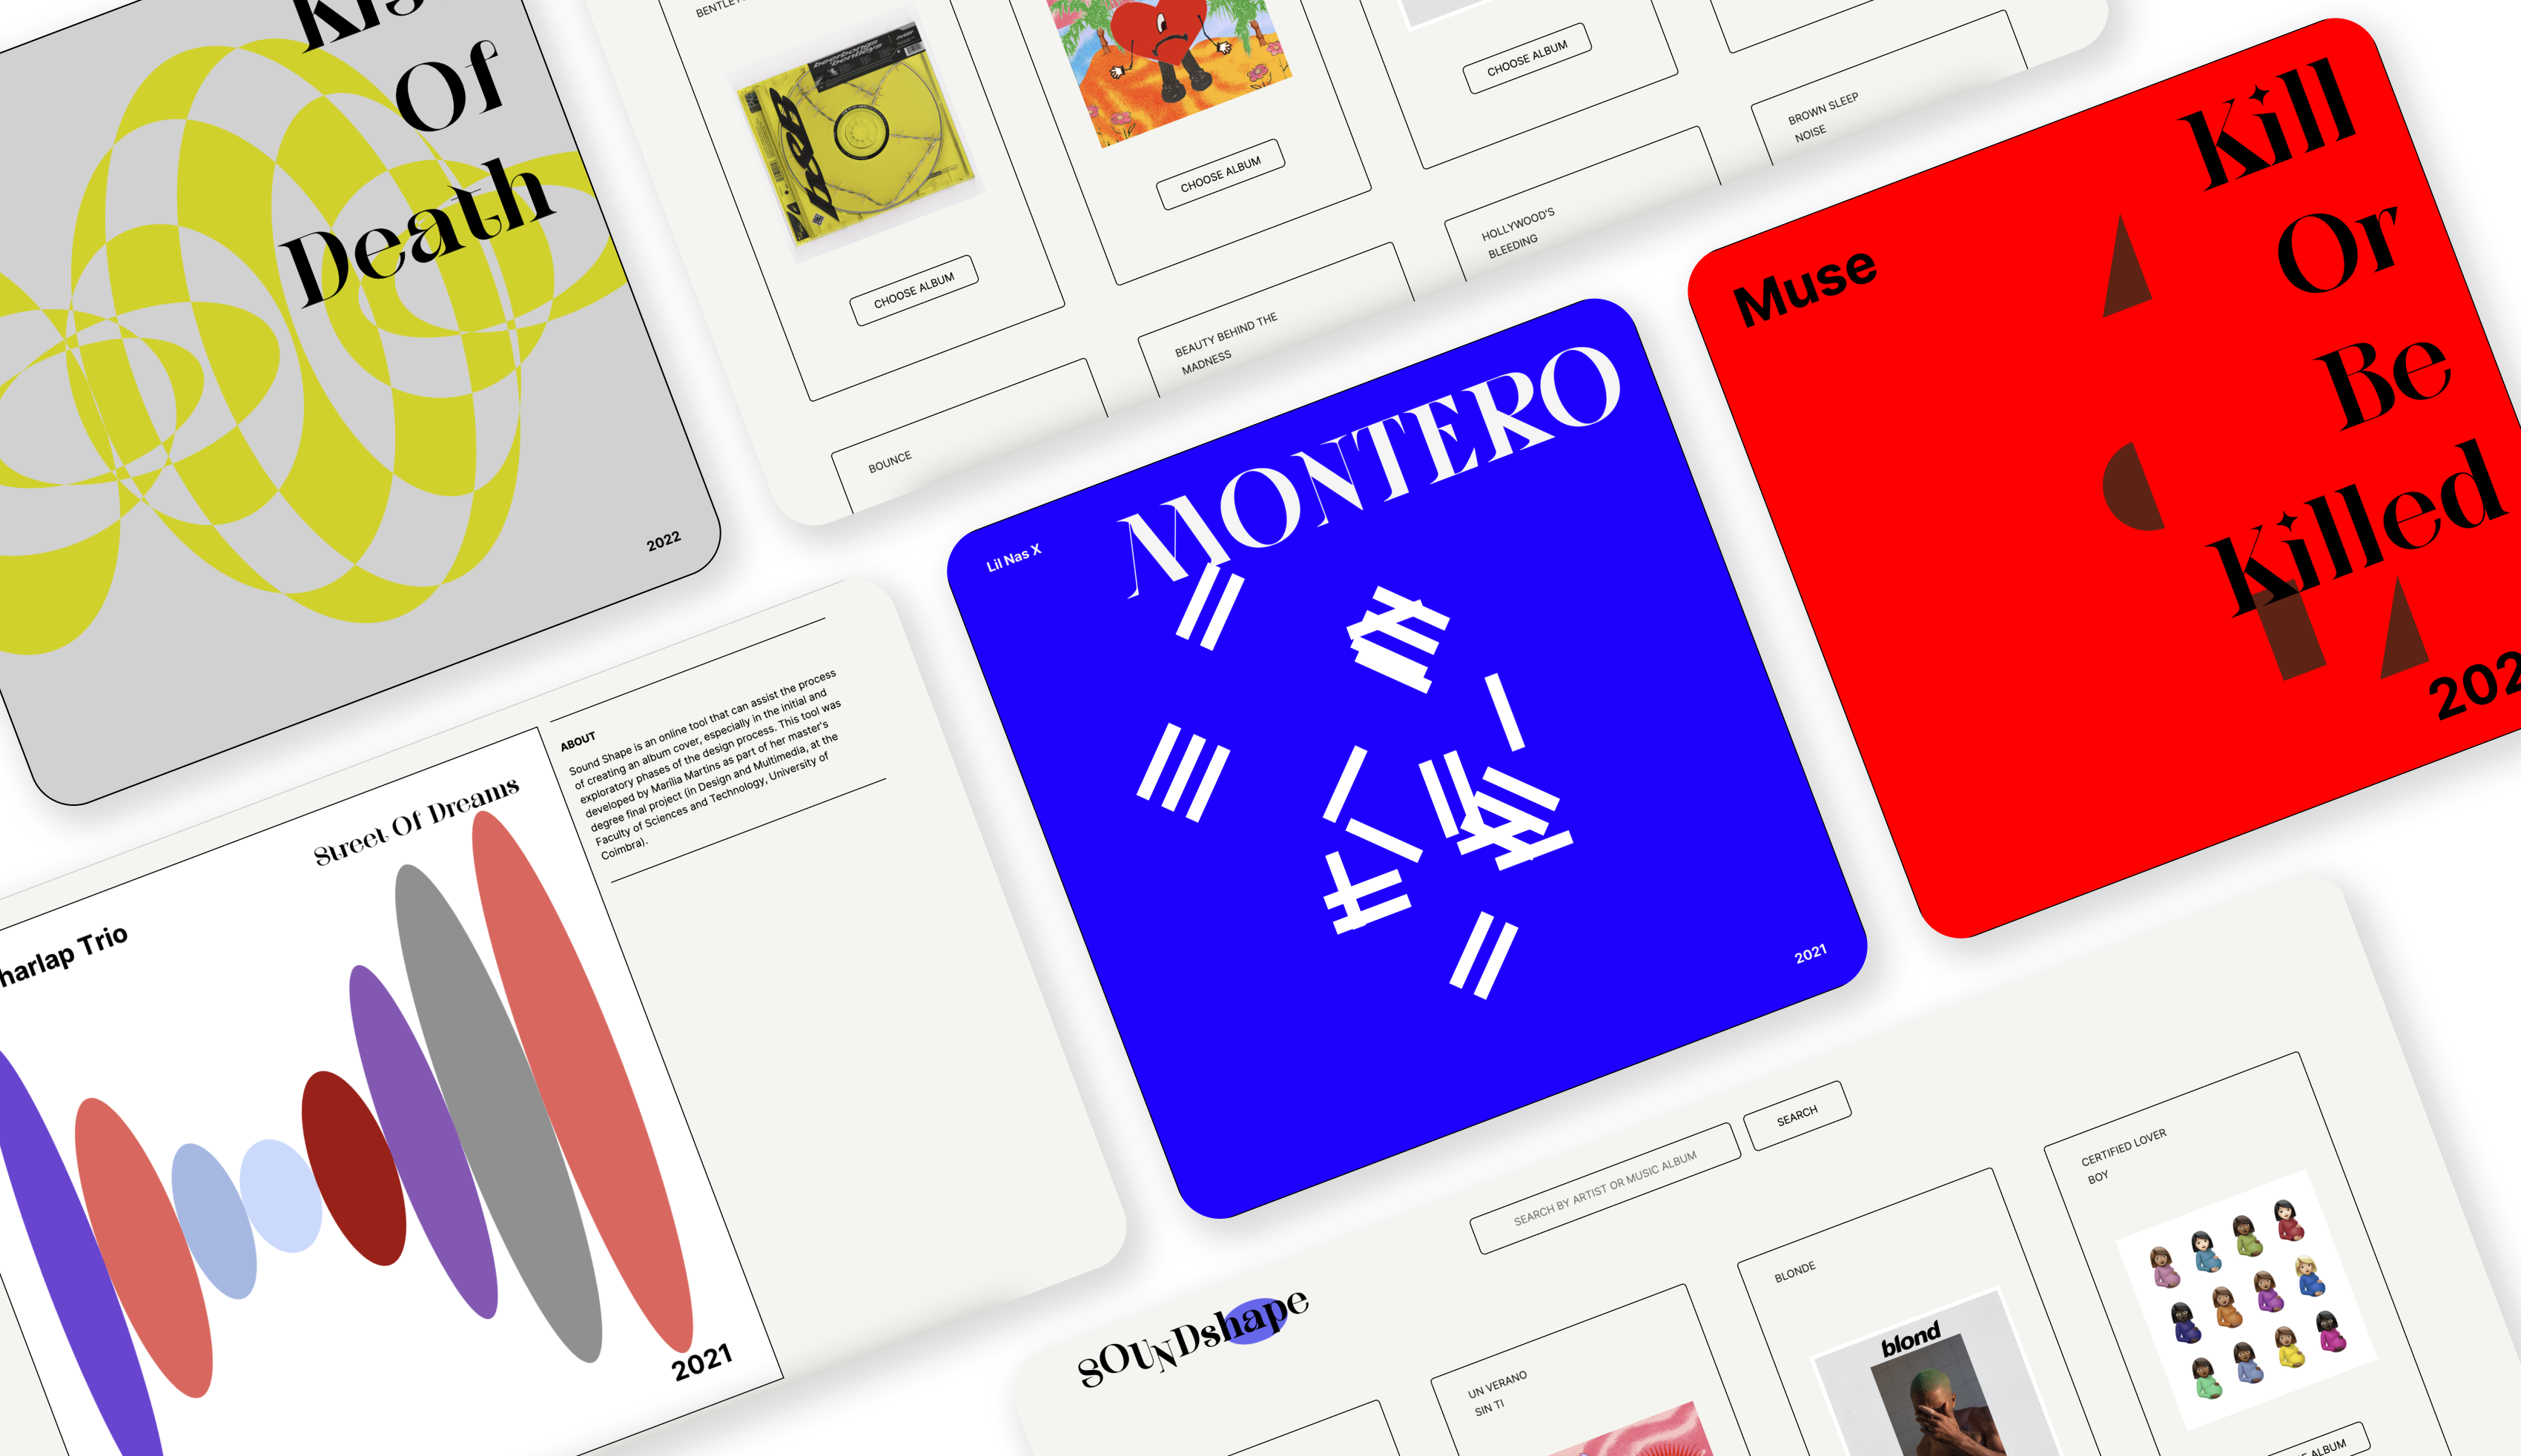 Of
Death
2022
CHOOSE ALBUM
CHOOSE ALBUM
CHOOSE ALBUM
BROWN SLEEP
NOISE
HOLLYWOOD'S
BLEEDING
BEAUTY BEHIND THE
MADNESS
BOUNCE
Muse
Kill
Or
Be
Killed
Lil Nas X
MONTERO
2021
ABOUT
Sound Shape is an online tool that can assist the process
of creating an album cover, especially in the initial and
exploratory phases of the design process. This tool was
developed by Marília Martins as part of her master's
degree final project (in Design and Multimedia, at the
Faculty of Sciences and Technology, University of
Coimbra).
Trio
Street Of Dreams
2021
SOUNDshape
SEARCH BY ARTIST OR MUSIC ALBUM
SEARCH
UN VERANO
SIN TI
BLONDE
blond
CERTIFIED LOVER
BOY
ALBUM